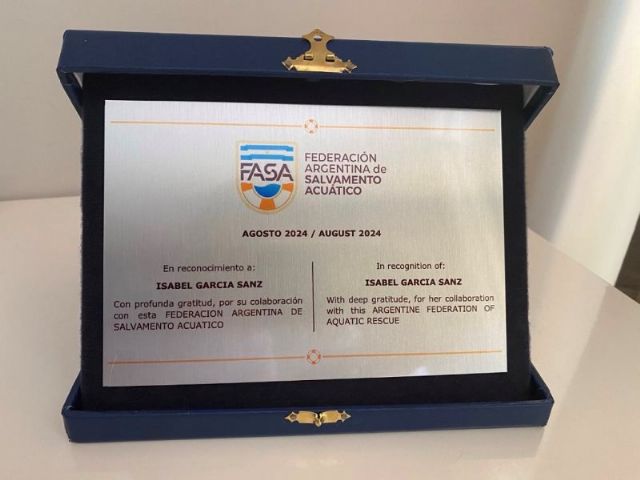 FASA
FEDERACIÓN
ARGENTINA de
SALVAMENTO
ACUÁTICO
AGOSTO 2024 / AUGUST 2024
En reconocimiento a:
ISABEL GARCIA SANZ
Con profunda gratitud, por su colaboración
con esta FEDERACION ARGENTINA DE
SALVAMENTO ACUATICO
In recognition of:
ISABEL GARCIA SANZ
With deep gratitude, for her collaboration
with this ARGENTINE FEDERATION OF
AQUATIC RESCUE